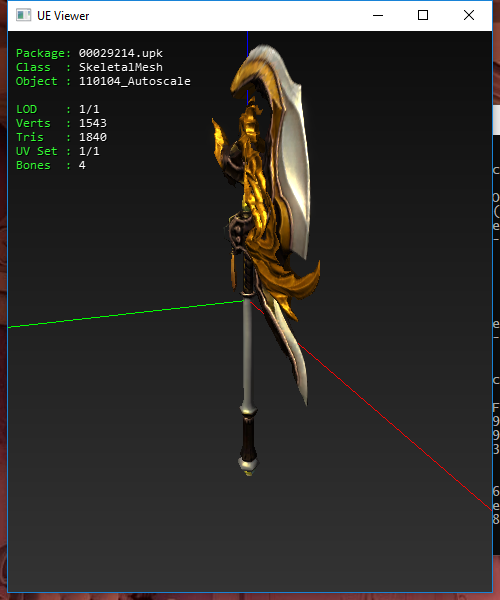 UE Viewer
Package: 00029214.upk
Class : SkeletalMesh
Object : 110104_Autoscale
LOD : 1/1
Verts : 1543
Tris : 1840
UV Set : 1/1
Bones : 4